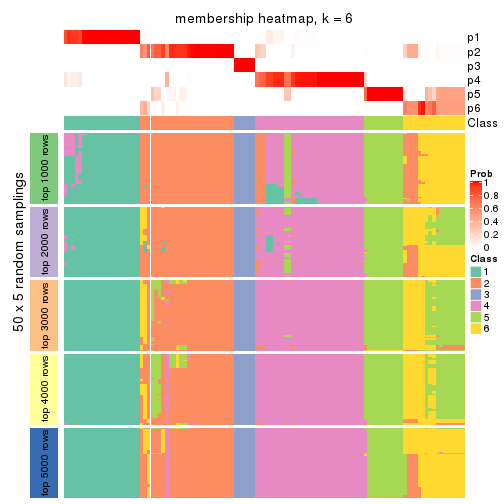 membership heatmap, k = 6
p1
p2
p3
p4
p5
p6
Class
50 x 5 random samplings
top 1000 rows
top 2000 rows
top 3000 rows
top 4000 rows
top 5000 rows
Prob
1
0.8
0.6
0.4
0.2
0
Class
1
2
3
4
5
6